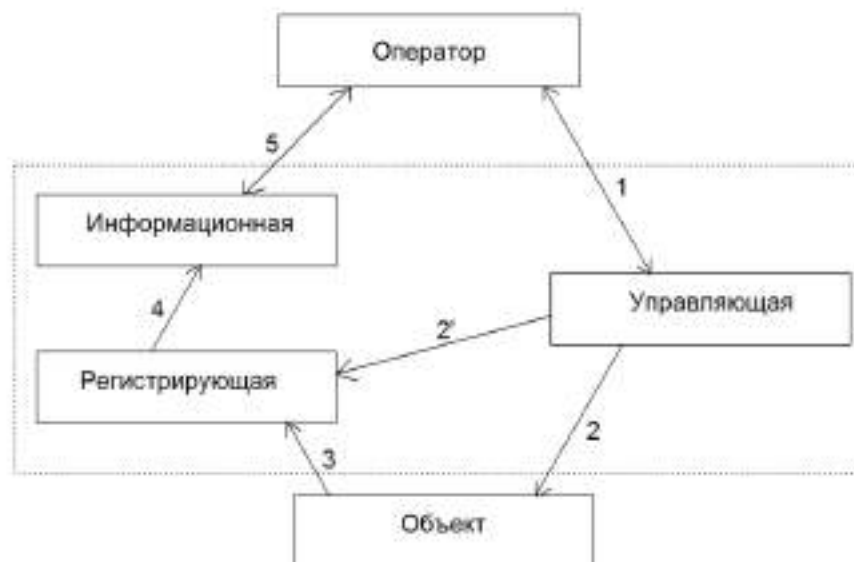 Оператор
5
1
Информационная
Управляющая
4
2'
Регистрирующая
2
3
Объект